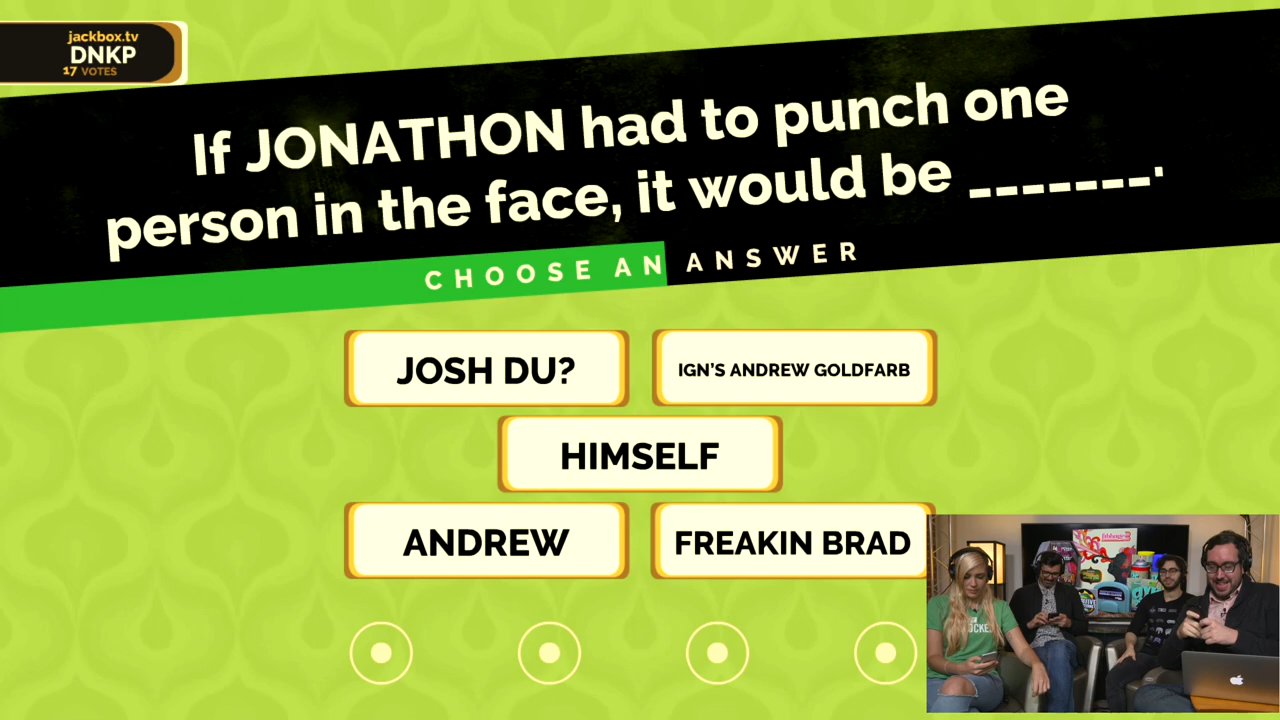 jackbox.tv
DNKP
17 VOTES
If JONATHON had to punch one
person in the face, it would be _______.
CHOOSE AN ANSWER
JOSH DU?
IGN'S ANDREW GOLDFARB
HIMSELF
ANDREW
FREAKIN BRAD